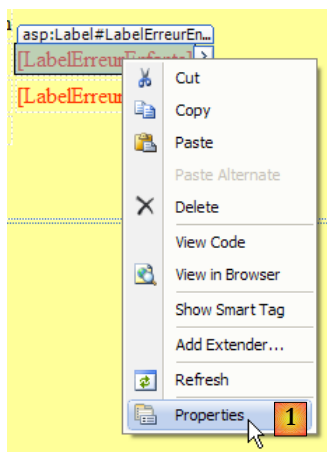 asp:Label#LabelErreurEn...
[LabelErreurEnfants]
Cut
[LabelErreur
Copy
Paste
Paste Alternate
Delete
View Code
View in Browser
Show Smart Tag
Add Extender...
Refresh
Properties 1